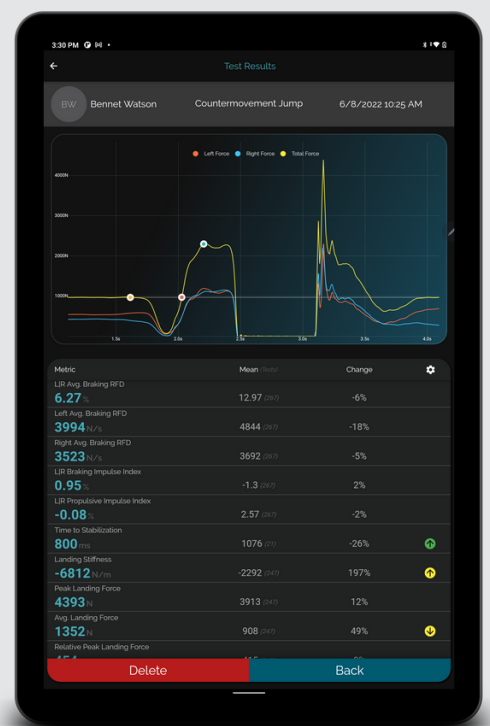 3:30 PM
Test Results
BW Bennet Watson Countermovement Jump 6/8/2022 10:25 AM
Left Force Right Force Total Force
4000N
3000N
2000N
1000N
1.5s 2.0s 2.5s 3.0s 3.5s 4.0s
Metric Mean (Tests) Change
L|R Avg. Braking RFD
6.27% 12.97 (267) -6%
Left Avg. Braking RFD
3994 N/s 4844 (267) -18%
Right Avg. Braking RFD
3523 N/s 3692 (267) -5%
L|R Braking Impulse Index
0.95% -1.3 (267) 2%
L|R Propulsive Impulse Index
-0.08% 2.57 (267) -2%
Time to Stabilization
800 ms 1076 (21) -26%
Landing Stiffness
-6812 N/m -2292 (247) 197%
Peak Landing Force
4393 N 3913 (247) 12%
Avg. Landing Force
1352 N 908 (247) 49%
Relative Peak Landing Force
Delete Back